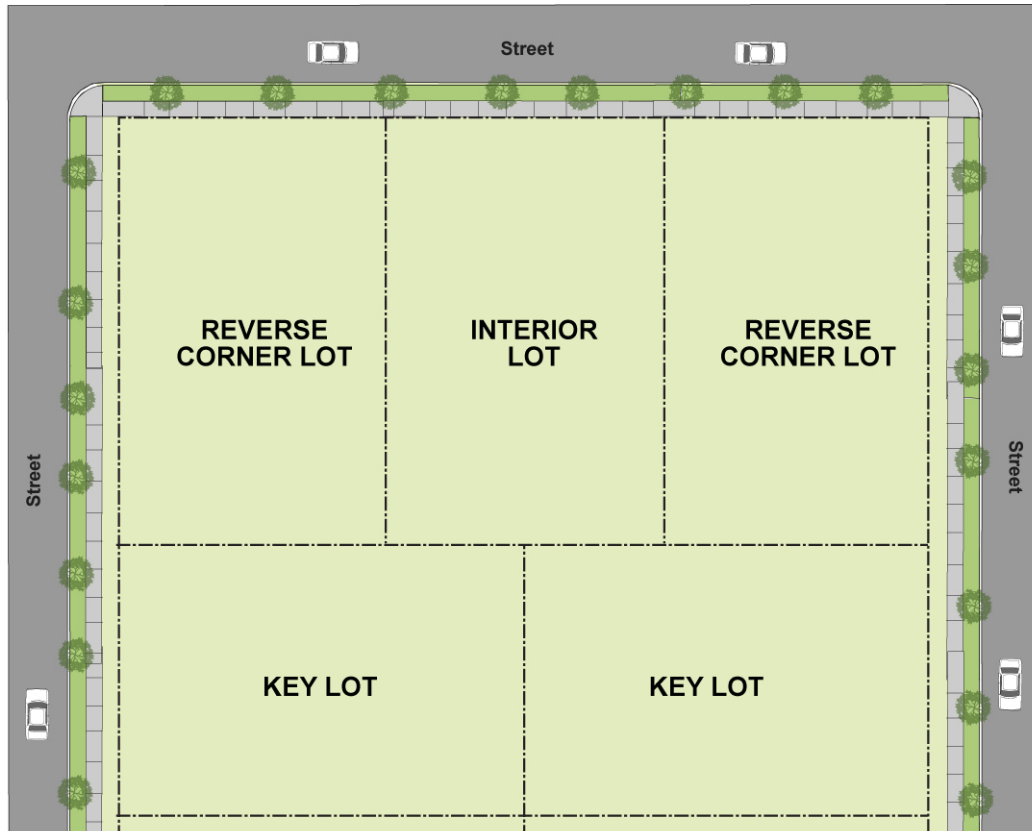 Street
REVERSE
CORNER LOT
INTERIOR
LOT
REVERSE
CORNER LOT
Street
Street
KEY LOT
KEY LOT